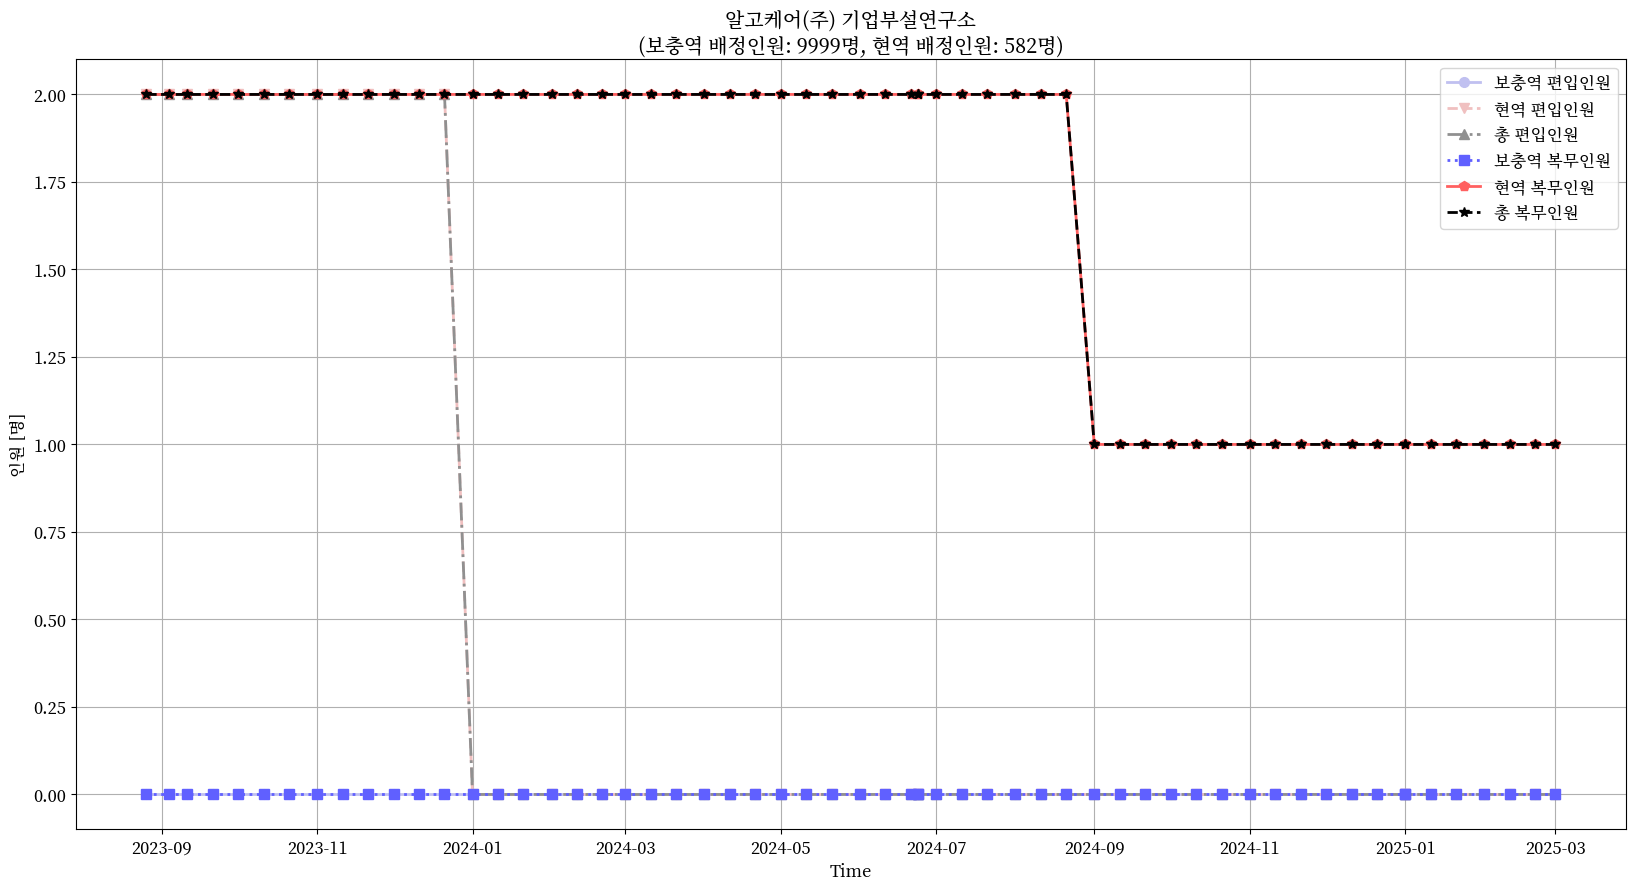 알고케어(주) 기업부설연구소
(보충역 배정인원: 9999명, 현역 배정인원: 582명)
보충역 편입인원
현역 편입인원
총 편입인원
보충역 복무인원
현역 복무인원
총 복무인원
인원 [명]
2.00
1.75
1.50
1.25
1.00
0.75
0.50
0.25
0.00
2023-09 2023-11 2024-01 2024-03 2024-05 2024-07 2024-09 2024-11 2025-01 2025-03
Time